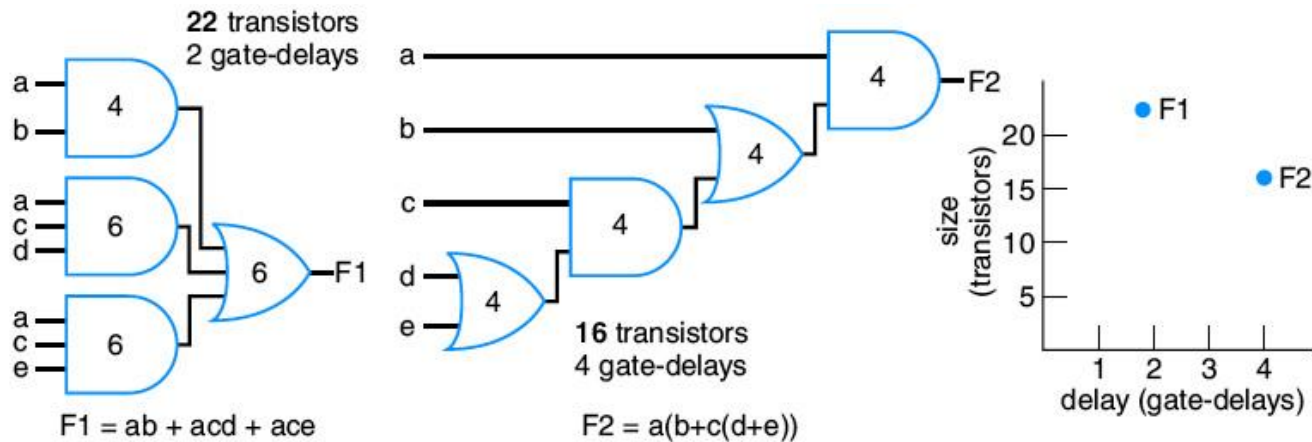 22 transistors
2 gate-delays
a
b
4
a
c
d
6
a
c
e
6
6
F1
F1 = ab + acd + ace
a
b
c
d
e
4
4
4
4
F2
16 transistors
4 gate-delays
F2 = a(b+c(d+e))
size
(transistors)
20
15
10
5
F1
F2
1 2 3 4
delay (gate-delays)